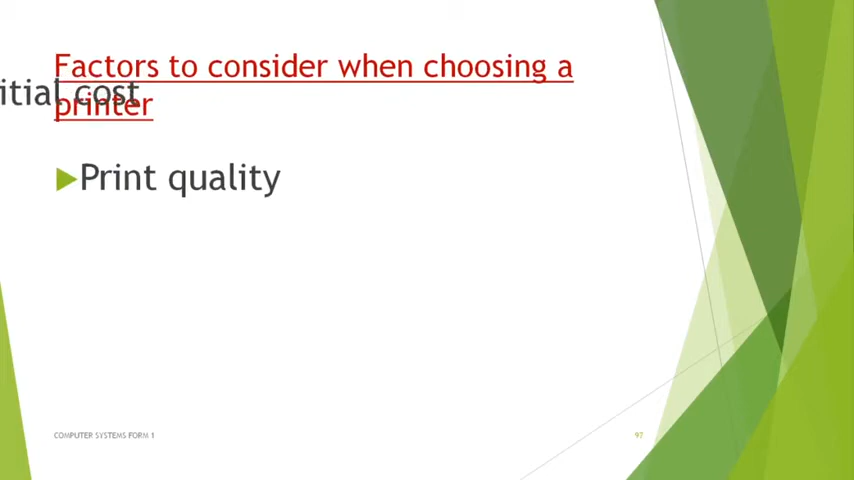 Factors to consider when choosing a
printer
itial cost
Print quality
COMPUTER SYSTEMS FORM 1
97